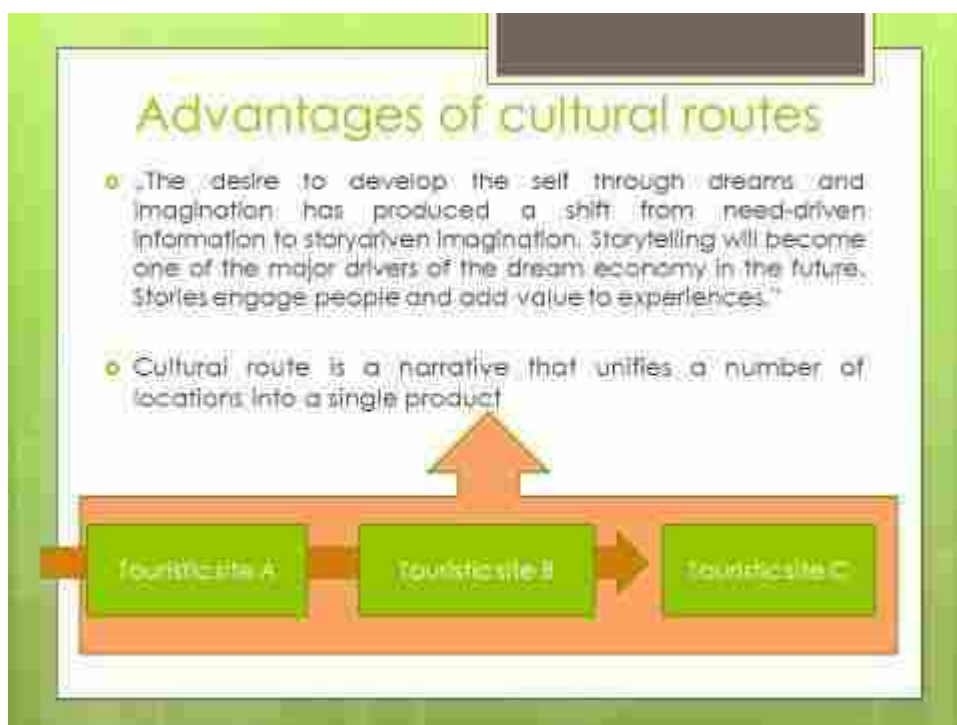 Advantages of cultural routes
„The desire to develop the self through dreams and
imagination has produced a shift from need-driven
information to storydriven imagination. Storytelling will become
one of the major drivers of the dream economy in the future.
Stories engage people and add value to experiences."
Cultural route is a narrative that unifies a number of
locations into a single product
Touristic site A
Touristic site B
Touristic site C